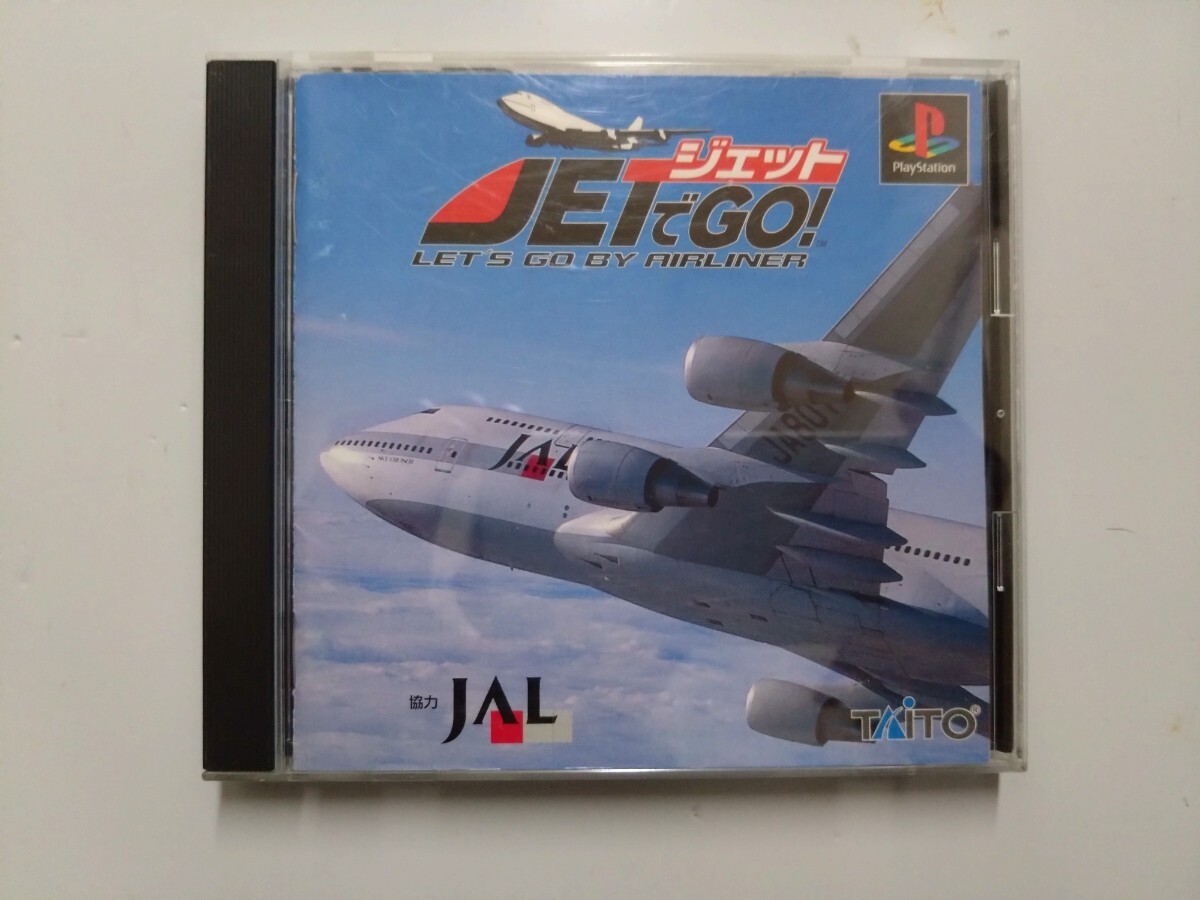 ジェット
JETでGO!
LET'S GO BY AIRLINER
PlayStation
JAL
協力 JAL
TAITO